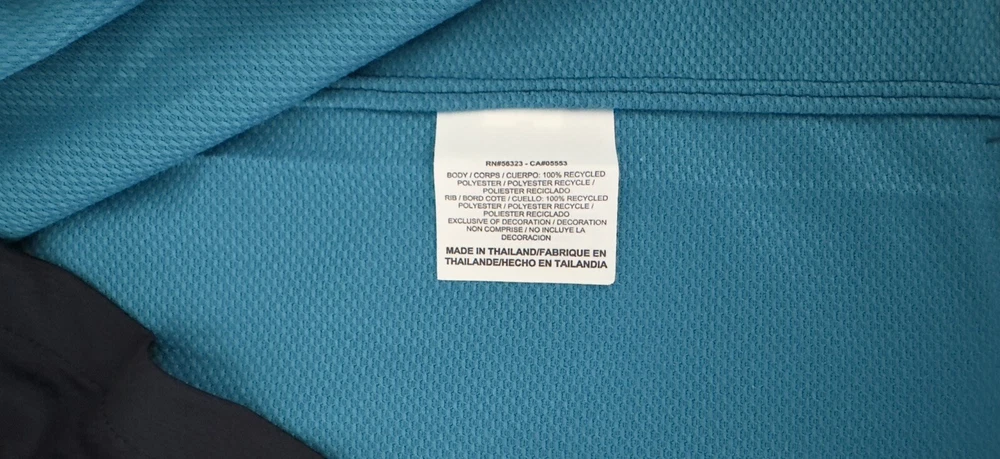 RN#56323 - CA#05553
BODY / CORPS / CUERPO: 100% RECYCLED
POLYESTER / POLYESTER RECYCLE /
POLIESTER RECICLADO
RIB / BORD COTE / CUELLO: 100% RECYCLED
POLYESTER / POLYESTER RECYCLE /
POLIESTER RECICLADO
EXCLUSIVE OF DECORATION / DECORATION
NON COMPRISE / NO INCLUYE LA
DECORACION
MADE IN THAILAND/FABRIQUE EN
THAILANDE/HECHO EN TAILANDIA